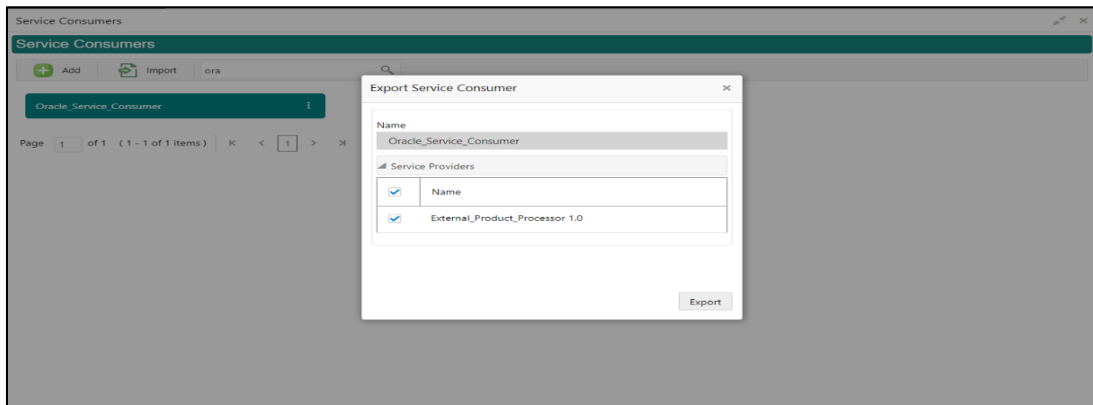 Service Consumers
Service Consumers
Add Import ora
Oracle_Service_Consumer
Page 1 of 1 (1 - 1 of 1 items) 1
Export Service Consumer
Name
Oracle_Service_Consumer
Service Providers
Name
External_Product_Processor 1.0
Export